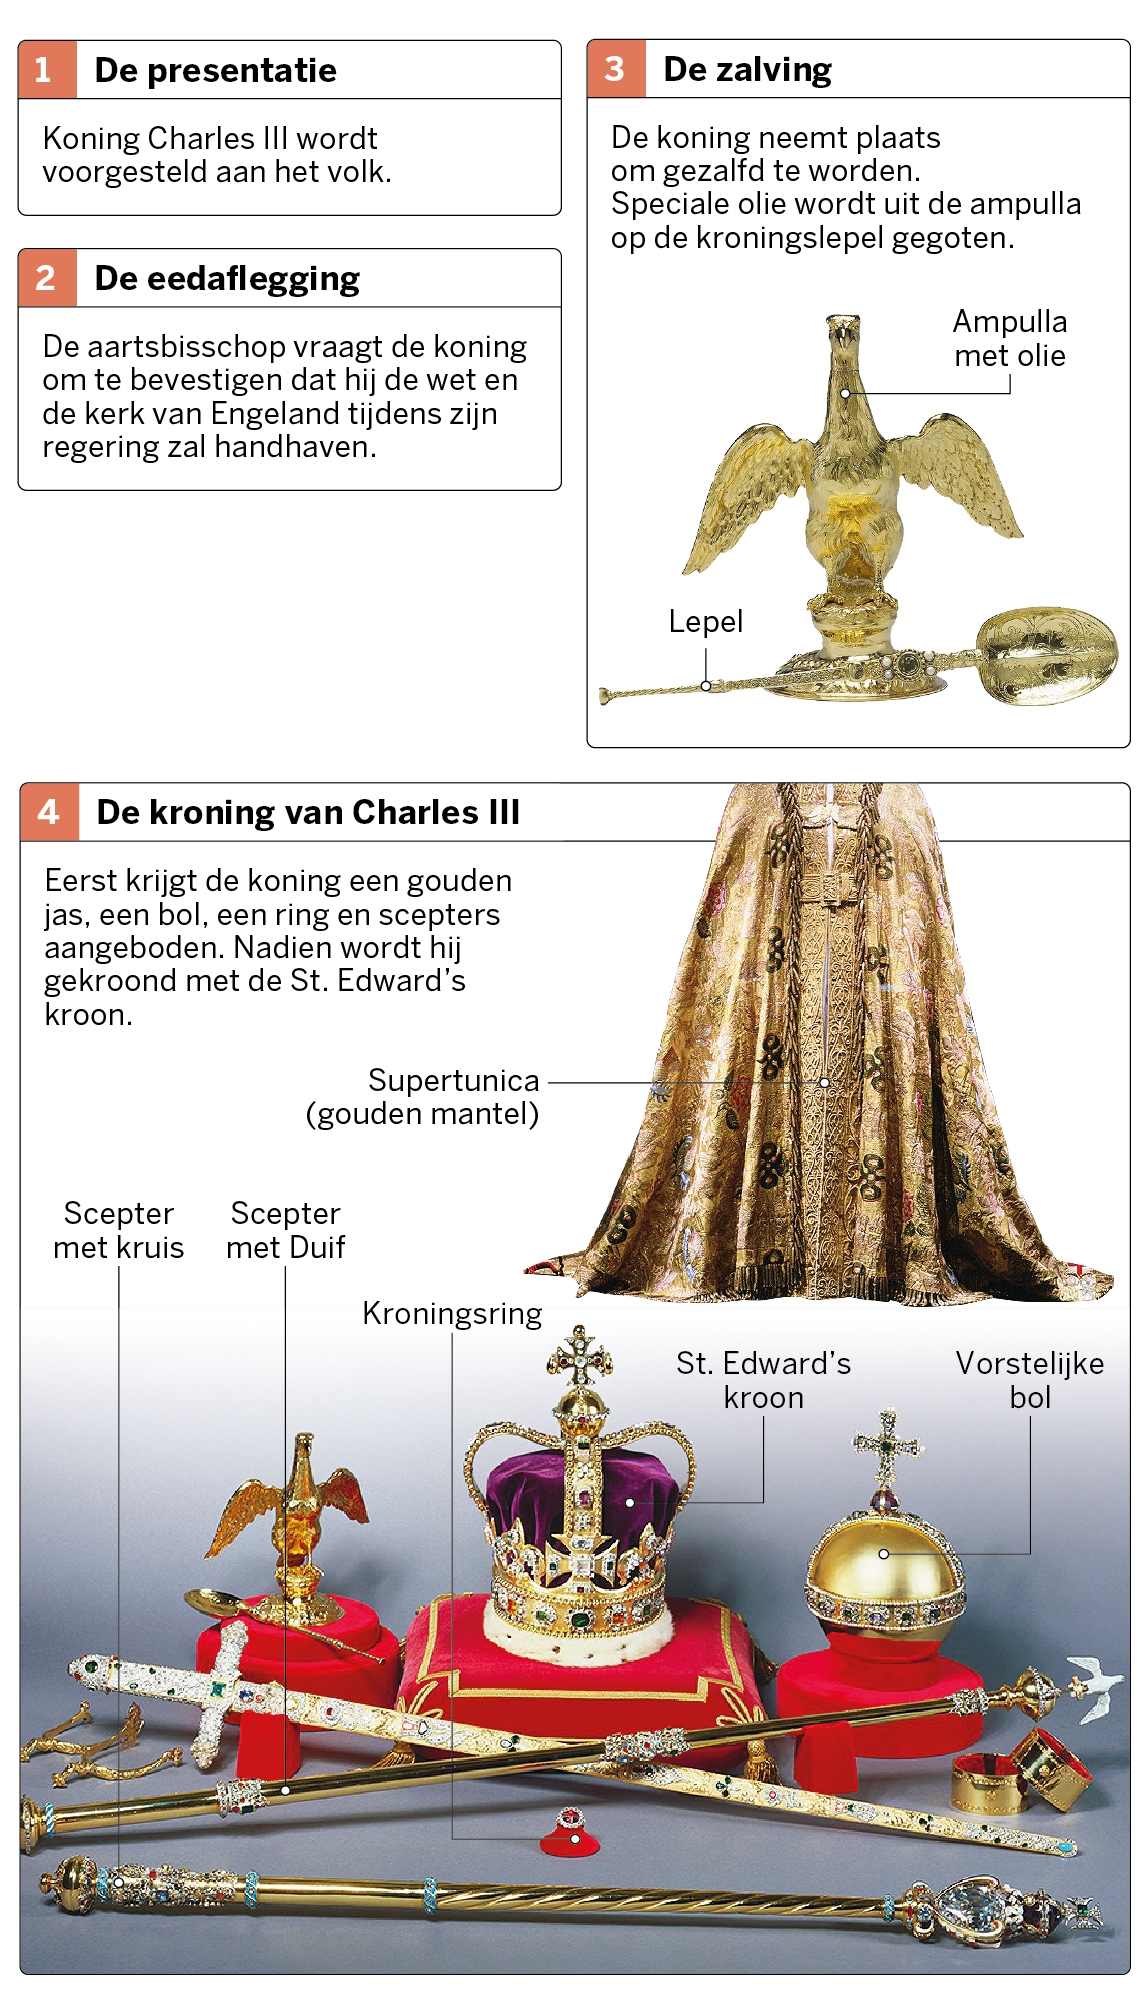 1 De presentatie
Koning Charles III wordt
voorgesteld aan het volk.
2 De eedaflegging
De aartsbisschop vraagt de koning
om te bevestigen dat hij de wet en
de kerk van Engeland tijdens zijn
regering zal handhaven.
3 De zalving
De koning neemt plaats
om gezalfd te worden.
Speciale olie wordt uit de ampulla
op de kroningslepel gegoten.
Ampulla
met olie
Lepel
4 De kroning van Charles III
Eerst krijgt de koning een gouden
jas, een bol, een ring en scepters
aangeboden. Nadien wordt hij
gekroond met de St. Edward’s
kroon.
Supertunica
(gouden mantel)
Scepter
met kruis
Scepter
met Duif
Kroningsring
St. Edward’s
kroon
Vorstelijke
bol